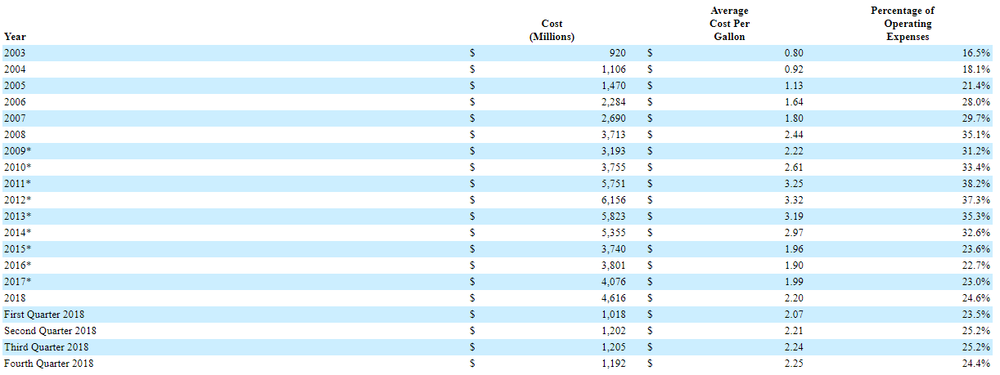 Year Cost (Millions) Average Cost Per Gallon Percentage of Operating Expenses
2003 $ 920 $ 0.80 16.5%
2004 $ 1,106 $ 0.92 18.1%
2005 $ 1,470 $ 1.13 21.4%
2006 $ 2,284 $ 1.64 28.0%
2007 $ 2,690 $ 1.80 29.7%
2008 $ 3,713 $ 2.44 35.1%
2009* $ 3,193 $ 2.22 31.2%
2010* $ 3,755 $ 2.61 33.4%
2011* $ 5,751 $ 3.25 38.2%
2012* $ 6,156 $ 3.32 37.3%
2013* $ 5,823 $ 3.19 35.3%
2014* $ 5,355 $ 2.97 32.6%
2015* $ 3,740 $ 1.96 23.6%
2016* $ 3,801 $ 1.90 22.7%
2017* $ 4,076 $ 1.99 23.0%
2018 $ 4,616 $ 2.20 24.6%
First Quarter 2018 $ 1,018 $ 2.07 23.5%
Second Quarter 2018 $ 1,202 $ 2.21 25.2%
Third Quarter 2018 $ 1,205 $ 2.24 25.2%
Fourth Quarter 2018 $ 1,192 $ 2.25 24.4%